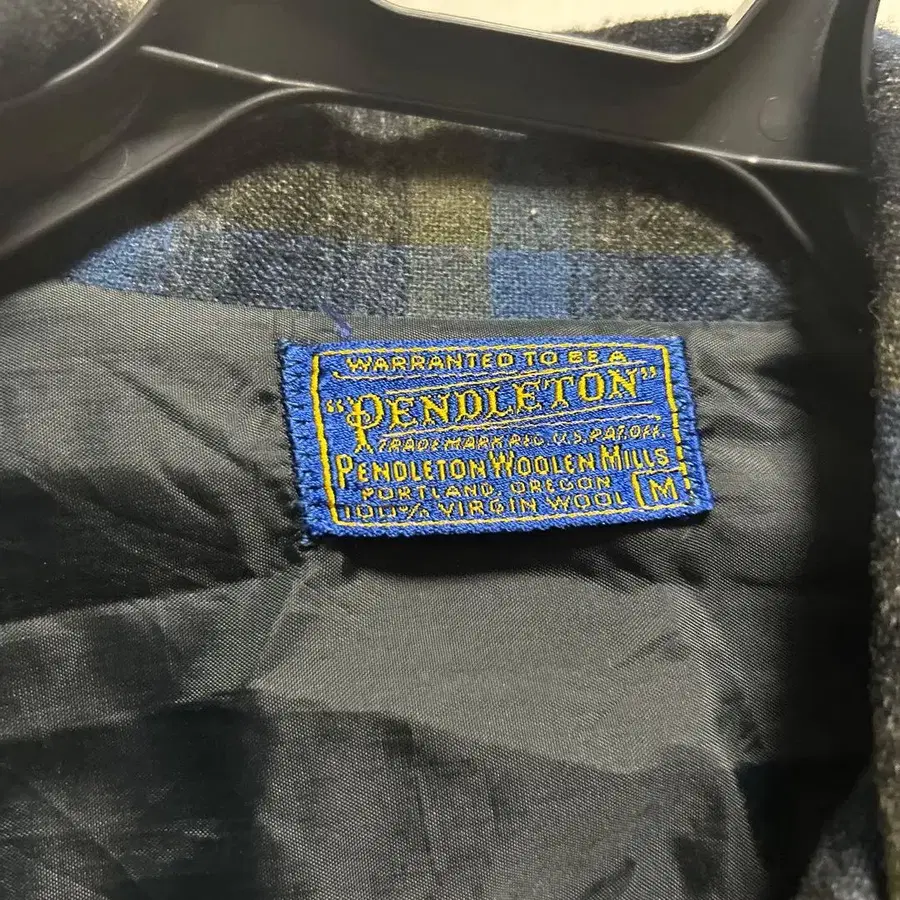 WARRANTED TO BE A
"PENDLETON"
TRADE MARK REG. U.S. PAT. OFF.
PENDLETON WOOLEN MILLS
PORTLAND, OREGON
100% VIRGIN WOOL M